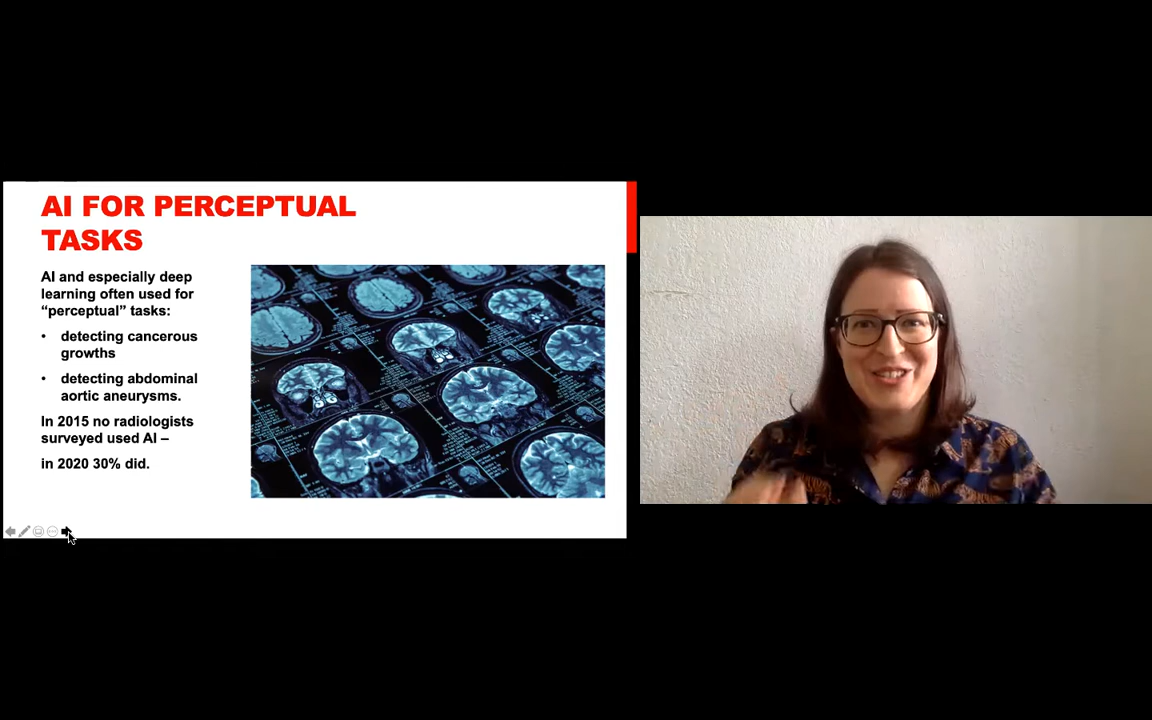 AI FOR PERCEPTUAL
TASKS
AI and especially deep
learning often used for
“perceptual” tasks:
• detecting cancerous
growths
• detecting abdominal
aortic aneurysms.
In 2015 no radiologists
surveyed used AI –
in 2020 30% did.